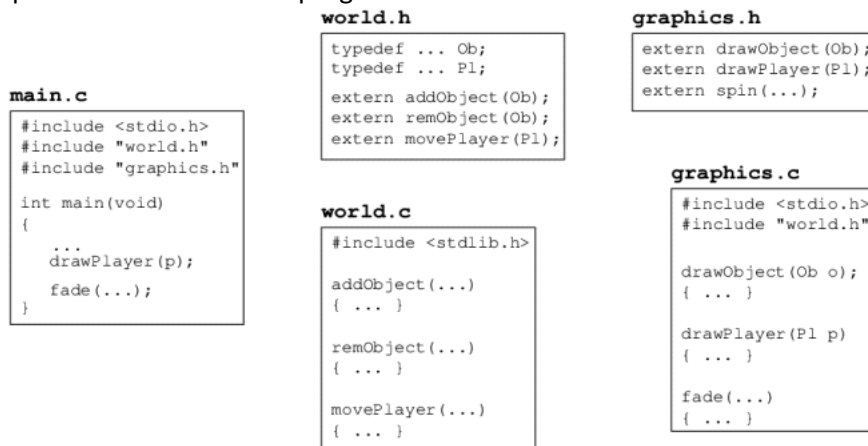 main.c
#include <stdio.h>
#include "world.h"
#include "graphics.h"
int main(void)
{
...
drawPlayer(p);
fade(...);
}
world.h
typedef ... Ob;
typedef ... Pl;
extern addObject(Ob);
extern remObject(Ob);
extern movePlayer(Pl);
world.c
#include <stdlib.h>
addObject(...)
{ ... }
remObject(...)
{ ... }
movePlayer(...)
{ ... }
graphics.h
extern drawObject(Ob);
extern drawPlayer(Pl);
extern spin(...);
graphics.c
#include <stdio.h>
#include "world.h"
drawObject(Ob o);
{ ... }
drawPlayer(Pl p)
{ ... }
fade(...)
{ ... }